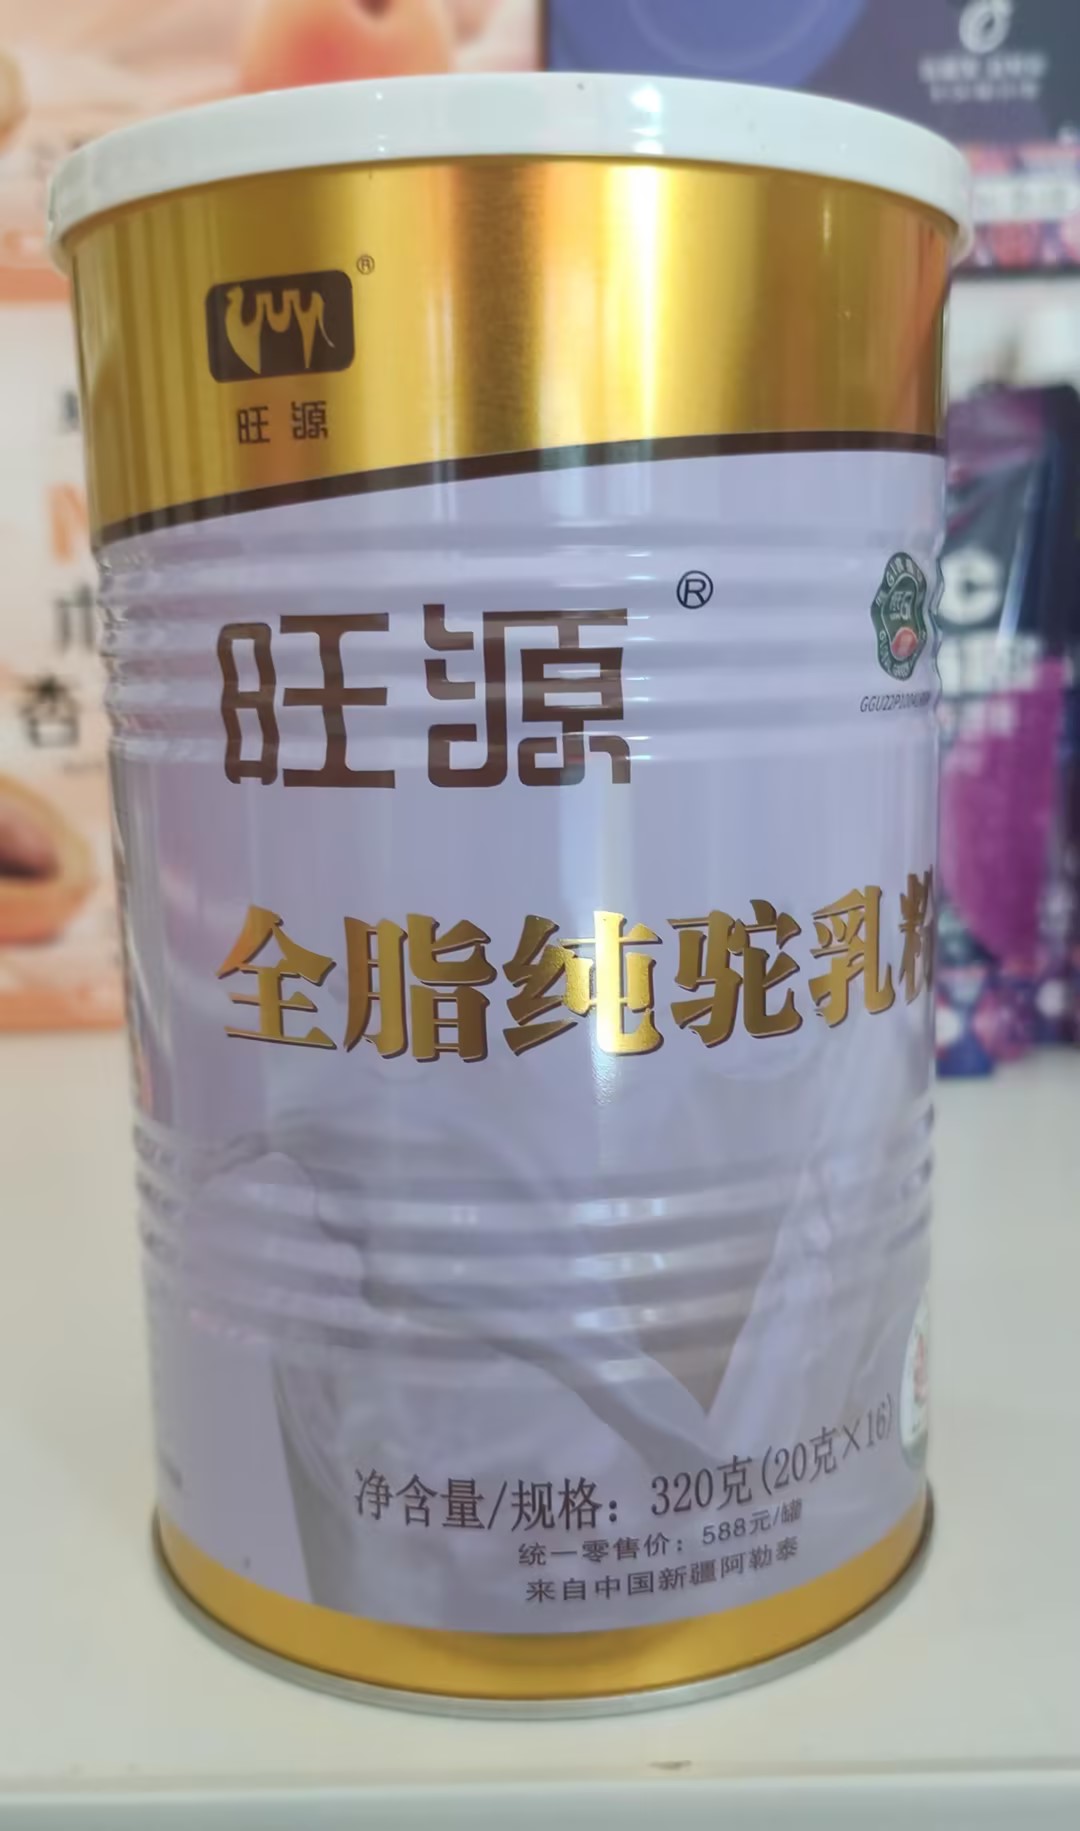 ®
旺源
旺源®
全脂纯驼乳粉
净含量/规格：320克(20克×16)
统一零售价：588元/罐
来自中国新疆阿勒泰